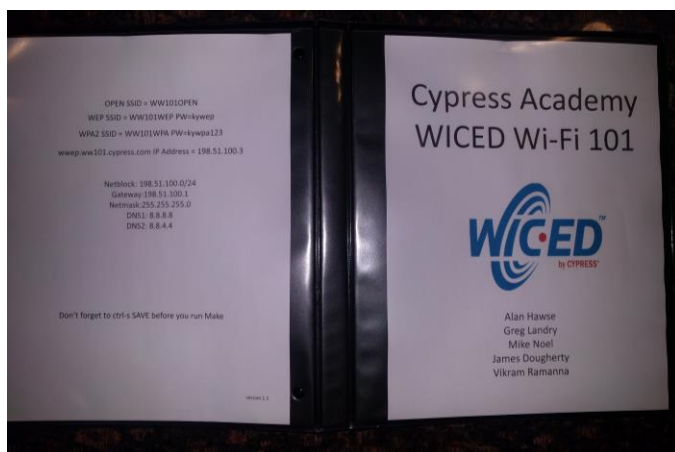 OPEN SSID = WW101OPEN
WEP SSID = WW101WEP PW=kywep
WPA2 SSID = WW101WPA PW=kywpa123
wwep.ww101.cypress.com IP Address = 198.51.100.3
Netblock: 198.51.100.0/24
Gateway:198.51.100.1
Netmask:255.255.255.0
DNS1: 8.8.8.8
DNS2: 8.8.4.4
Don't forget to ctrl-s SAVE before you run Make
Cypress Academy
WICED Wi-Fi 101
WICED™
by CYPRESS®
Alan Hawse
Greg Landry
Mike Noel
James Dougherty
Vikram Ramanna